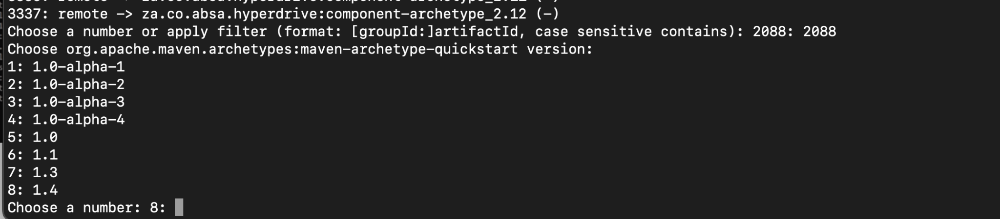 3337: remote -> za.co.absa.hyperdrive:component-archetype_2.12 (-)
Choose a number or apply filter (format: [groupId:]artifactId, case sensitive contains): 2088: 2088
Choose org.apache.maven.archetypes:maven-archetype-quickstart version:
1: 1.0-alpha-1
2: 1.0-alpha-2
3: 1.0-alpha-3
4: 1.0-alpha-4
5: 1.0
6: 1.1
7: 1.3
8: 1.4
Choose a number: 8: